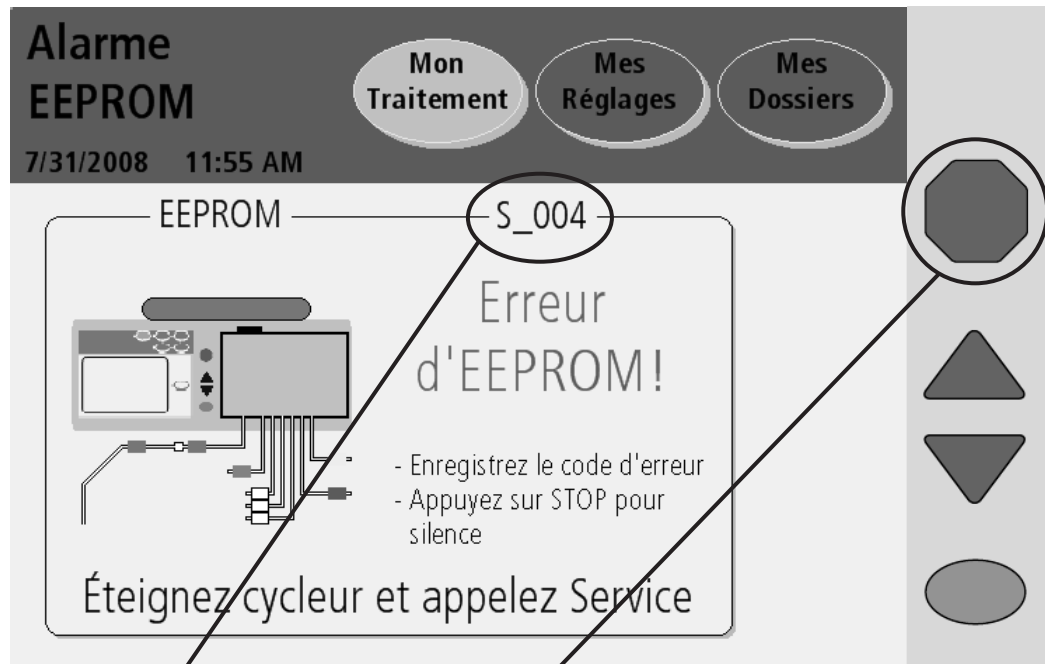 Alarme
EEPROM
7/31/2008 11:55 AM
Mon
Traitement
Mes
Réglages
Mes
Dossiers
EEPROM
S_004
Erreur
d'EEPROM!
- Enregistrez le code d'erreur
- Appuyez sur STOP pour
silence
Éteignez cycleur et appelez Service